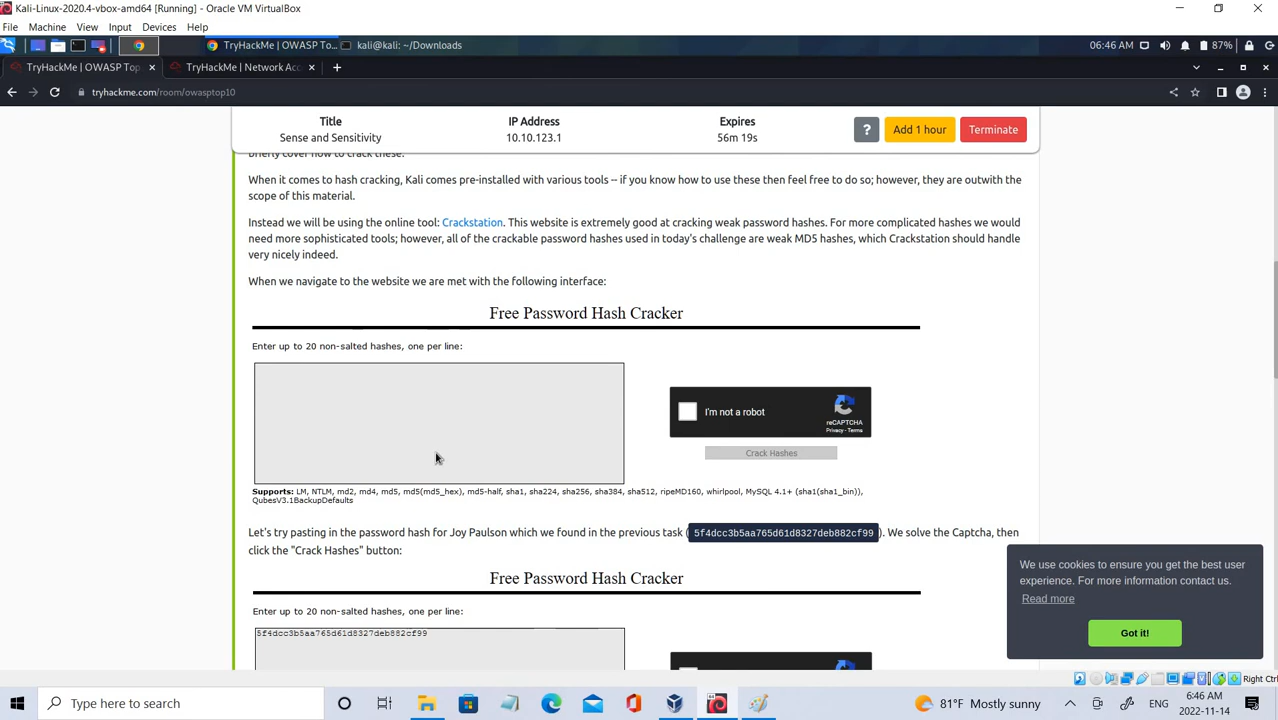 Kali-Linux-2020.4-vbox-amd64 [Running] - Oracle VM VirtualBox
File Machine View Input Devices Help
TryHackMe | OWASP To... kali@kali: ~/Downloads 06:46 AM 87%
TryHackMe | OWASP Top TryHackMe | Network Acc
tryhackme.com/room/owasptop10
Title IP Address Expires
Sense and Sensitivity 10.10.123.1 56m 19s
? Add 1 hour Terminate
briefly cover how to crack these.
When it comes to hash cracking, Kali comes pre-installed with various tools -- if you know how to use these then feel free to do so; however, they are outwith the
scope of this material.
Instead we will be using the online tool: Crackstation. This website is extremely good at cracking weak password hashes. For more complicated hashes we would
need more sophisticated tools; however, all of the crackable password hashes used in today's challenge are weak MD5 hashes, which Crackstation should handle
very nicely indeed.
When we navigate to the website we are met with the following interface:
Free Password Hash Cracker
Enter up to 20 non-salted hashes, one per line:
I'm not a robot
reCAPTCHA
Privacy - Terms
Crack Hashes
Supports: LM, NTLM, md2, md4, md5, md5(md5_hex), md5-half, sha1, sha224, sha256, sha384, sha512, ripeMD160, whirlpool, MySQL 4.1+ (sha1(sha1_bin)),
QubesV3.1BackupDefaults
Let's try pasting in the password hash for Joy Paulson which we found in the previous task ( 5f4dcc3b5aa765d61d8327deb882cf99 ). We solve the Captcha, then
click the "Crack Hashes" button:
Free Password Hash Cracker
Enter up to 20 non-salted hashes, one per line:
5f4dcc3b5aa765d61d8327deb882cf99
We use cookies to ensure you get the best user
experience. For more information contact us.
Read more
Got it!
Right Ctrl
Type here to search
81°F Mostly sunny
ENG
6:46 AM
2022-11-14